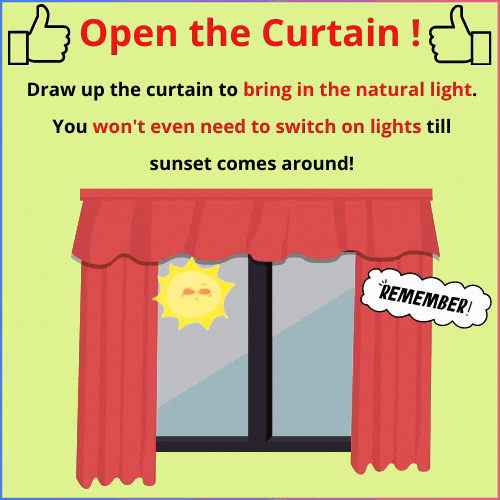 Open the Curtain !
Draw up the curtain to bring in the natural light.
You won't even need to switch on lights till
sunset comes around!
REMEMBER!